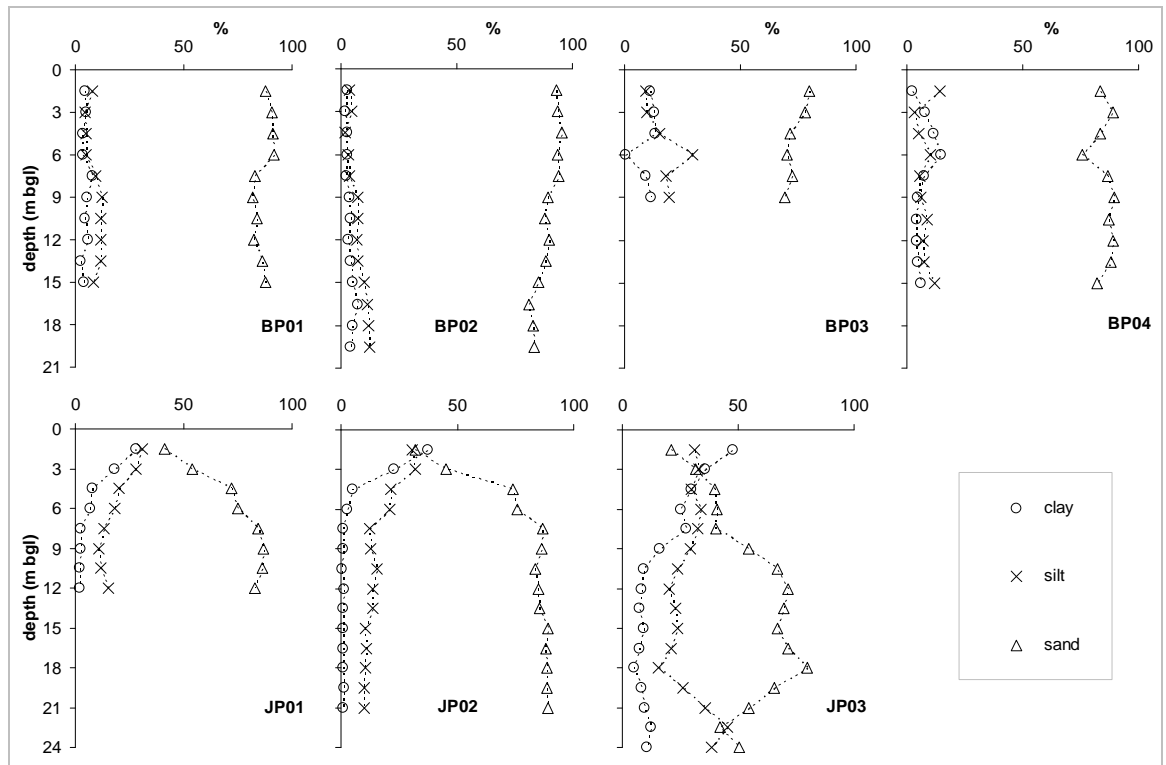 % % % %
0 50 100 0 50 100 0 50 100 0 50 100
0
3
6
9
12
15
18
21
depth (m bgl)
BP01 BP02 BP03 BP04
0 50 100 0 50 100 0 50 100
0
3
6
9
12
15
18
21
24
depth (m bgl)
JP01 JP02 JP03
clay
silt
sand